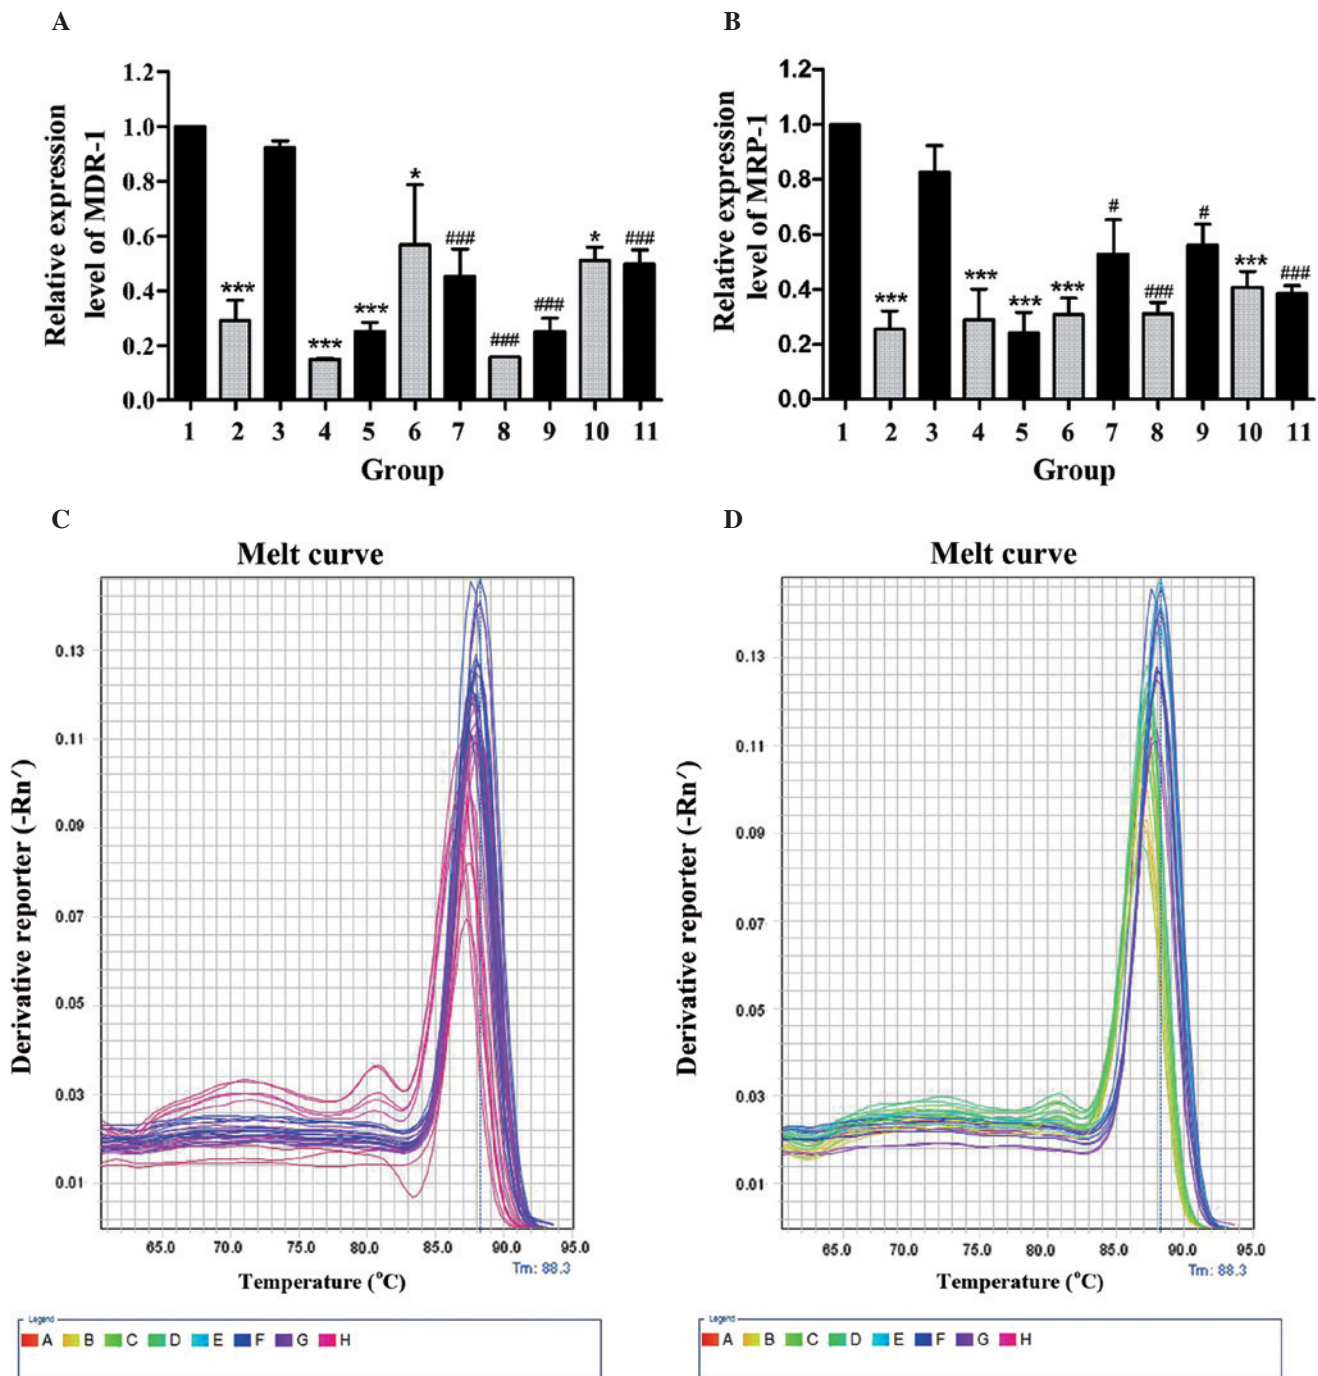 A
B
Relative expression
level of MDR-1
1.2
1.0
0.8
0.6
0.4
0.2
0.0
***
***
***
*
###
###
###
*
###
1 2 3 4 5 6 7 8 9 10 11
Group
Relative expression
level of MRP-1
1.2
1.0
0.8
0.6
0.4
0.2
0.0
***
***
***
***
#
###
#
***
###
1 2 3 4 5 6 7 8 9 10 11
Group
C
D
Melt curve
Derivative reporter (-Rn′)
0.13
0.11
0.09
0.07
0.05
0.03
0.01
65.0 70.0 75.0 80.0 85.0 90.0 95.0
Temperature (°C)
Tm: 88.3
Legend
A B C D E F G H
Melt curve
Derivative reporter (-Rn′)
0.13
0.11
0.09
0.07
0.05
0.03
0.01
65.0 70.0 75.0 80.0 85.0 90.0 95.0
Temperature (°C)
Tm: 88.3
Legend
A B C D E F G H